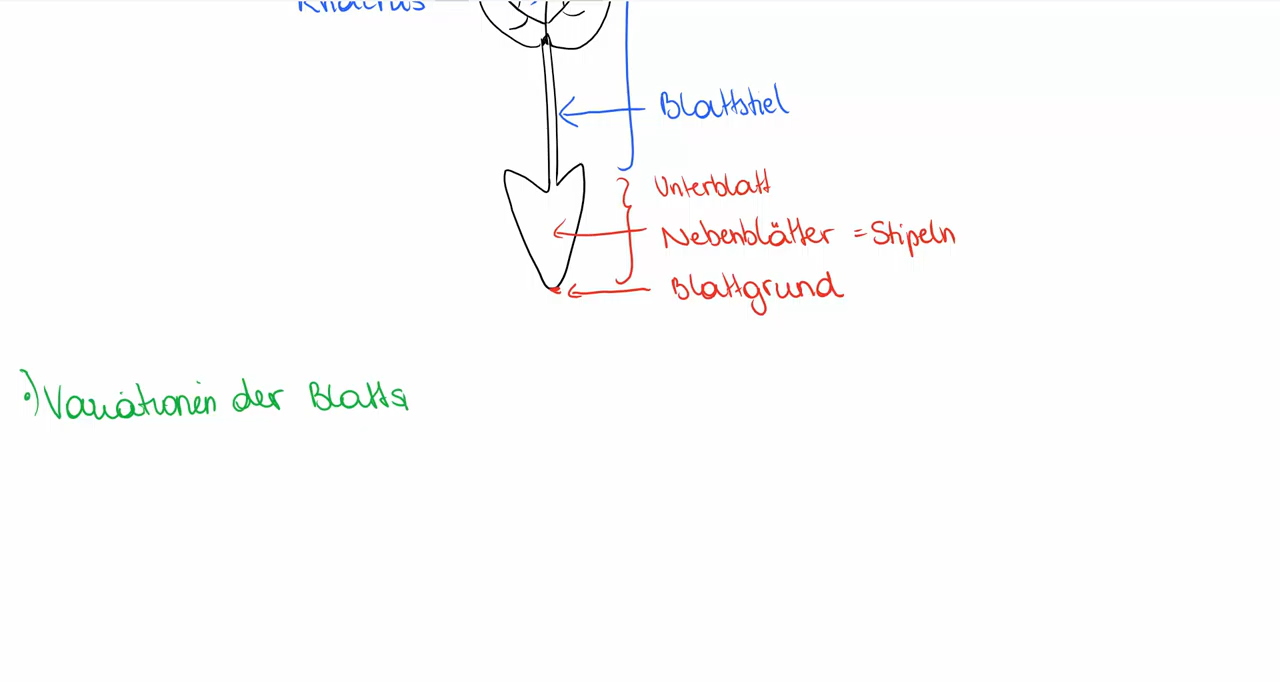 Blattstiel
Unterblatt
Nebenblätter = Stipeln
Blattgrund
•) Variationen der Blatts